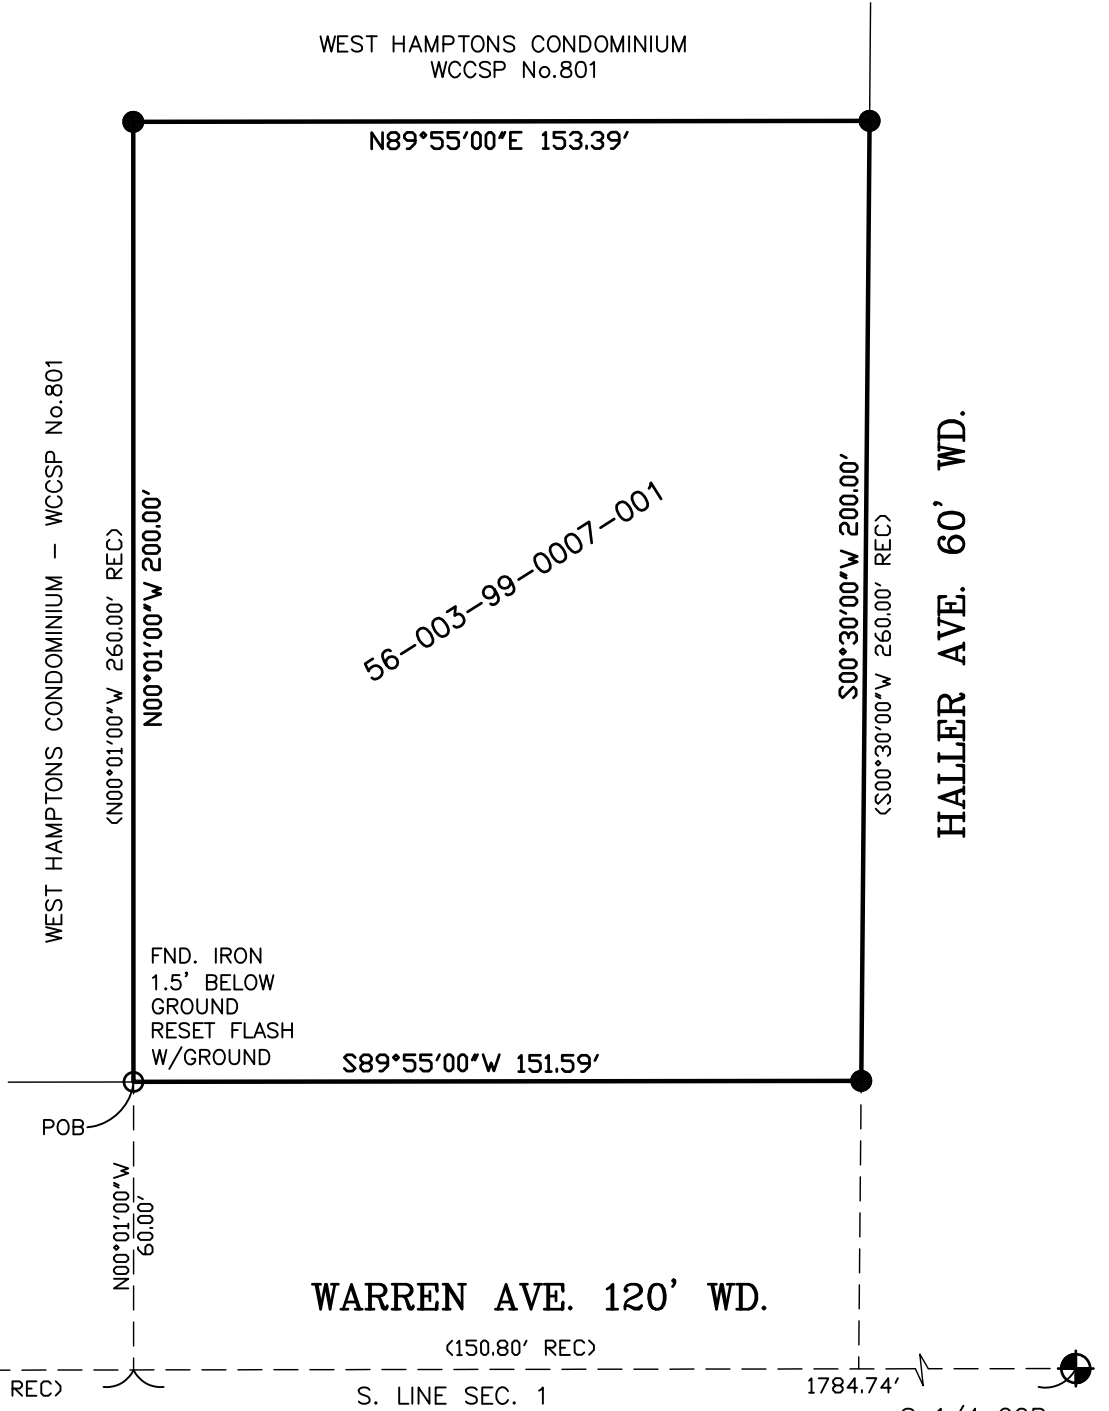 WEST HAMPTONS CONDOMINIUM
WCCSP No.801
N89°55'00"E 153.39'
WEST HAMPTONS CONDOMINIUM – WCCSP No.801
(N00°01'00"W 260.00' REC)
N00°01'00"W 200.00'
56-003-99-0007-001
S00°30'00"W 200.00'
(S00°30'00"W 260.00' REC)
HALLER AVE. 60' WD.
FND. IRON
1.5' BELOW
GROUND
RESET FLASH
W/GROUND
S89°55'00"W 151.59'
POB
N00°01'00"W
60.00'
WARREN AVE. 120' WD.
(150.80' REC)
REC)
S. LINE SEC. 1
1784.74'